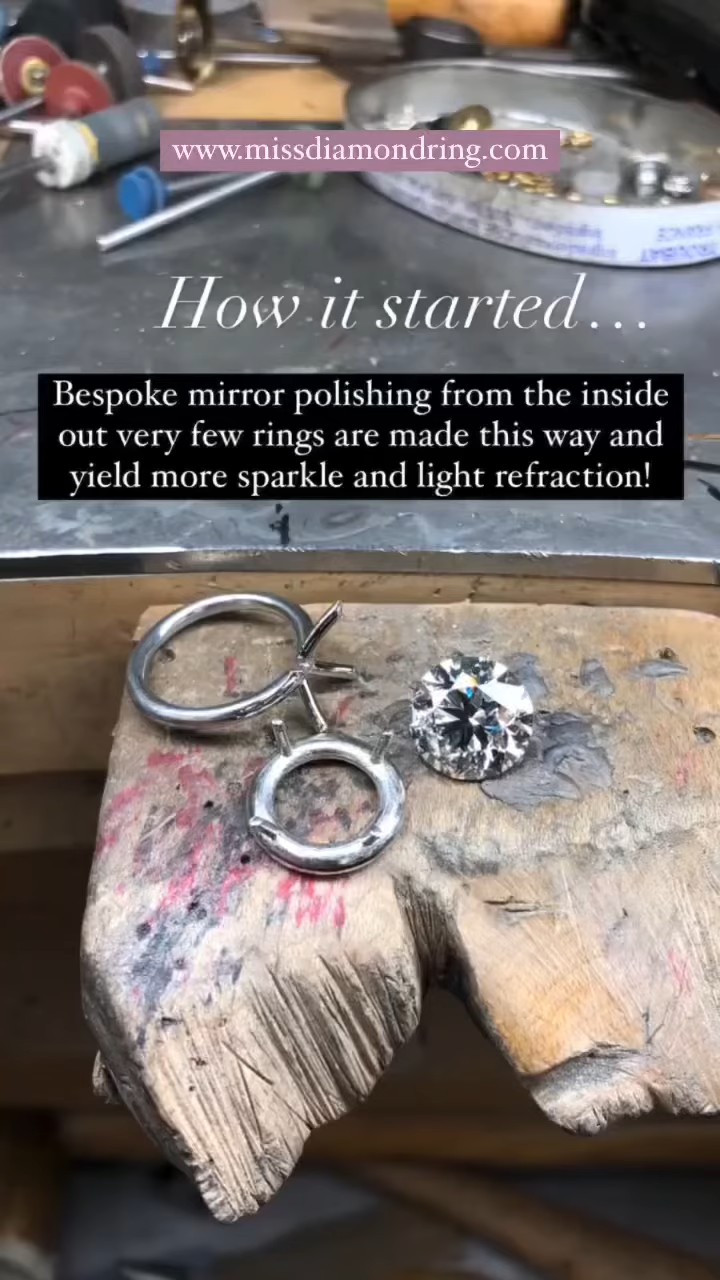 www.missdiamondring.com
How it started...
Bespoke mirror polishing from the inside
out very few rings are made this way and
yield more sparkle and light refraction!